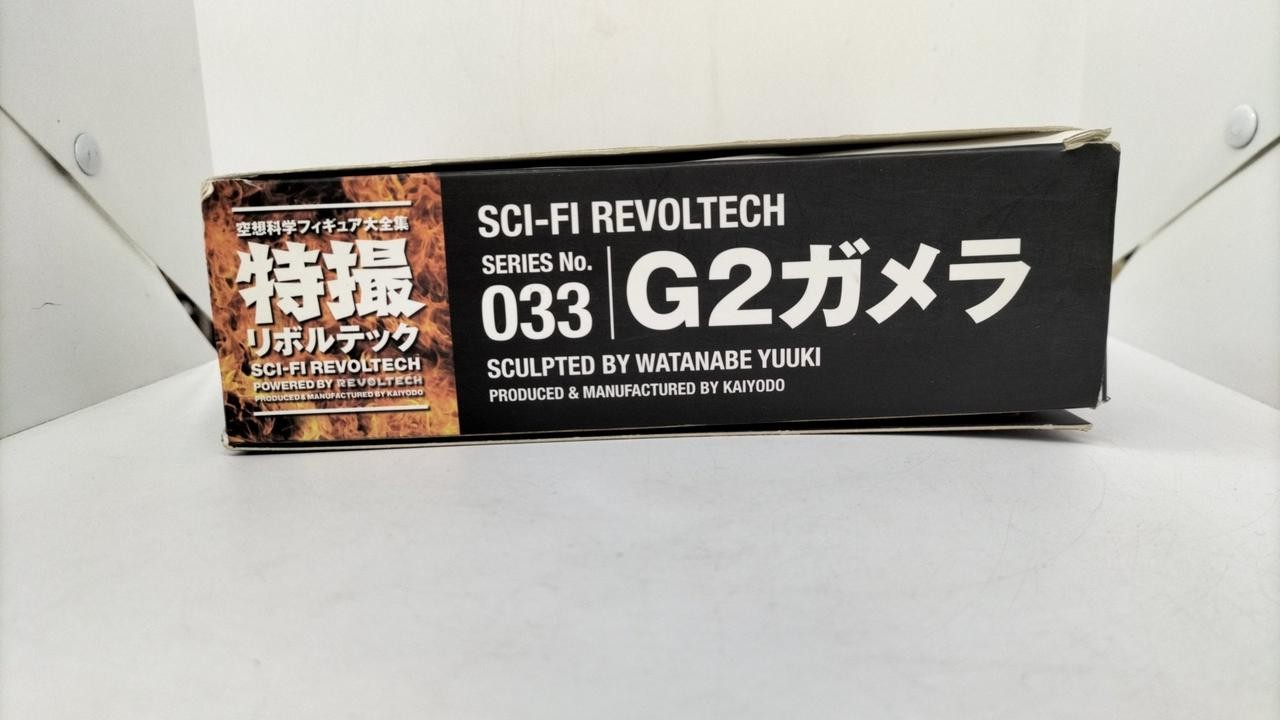 空想科学フィギュア大全集
特撮
リボルテック
SCI-FI REVOLTECH
POWERED BY REVOLTECH
PRODUCED & MANUFACTURED BY KAIYODO
SCI-FI REVOLTECH
SERIES No.
033
G2ガメラ
SCULPTED BY WATANABE YUUKI
PRODUCED & MANUFACTURED BY KAIYODO